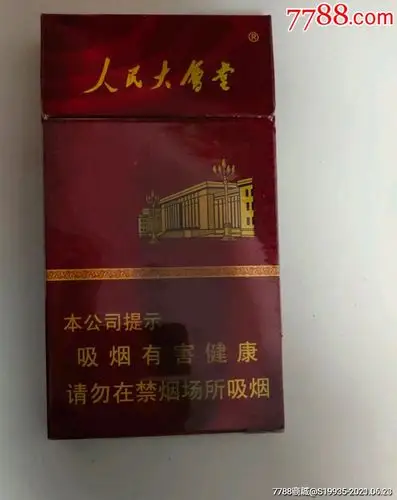 7788.com
人民大會堂
®
本公司提示
吸烟有害健康
请勿在禁烟场所吸烟
7788商城@S19935-2023.06.23